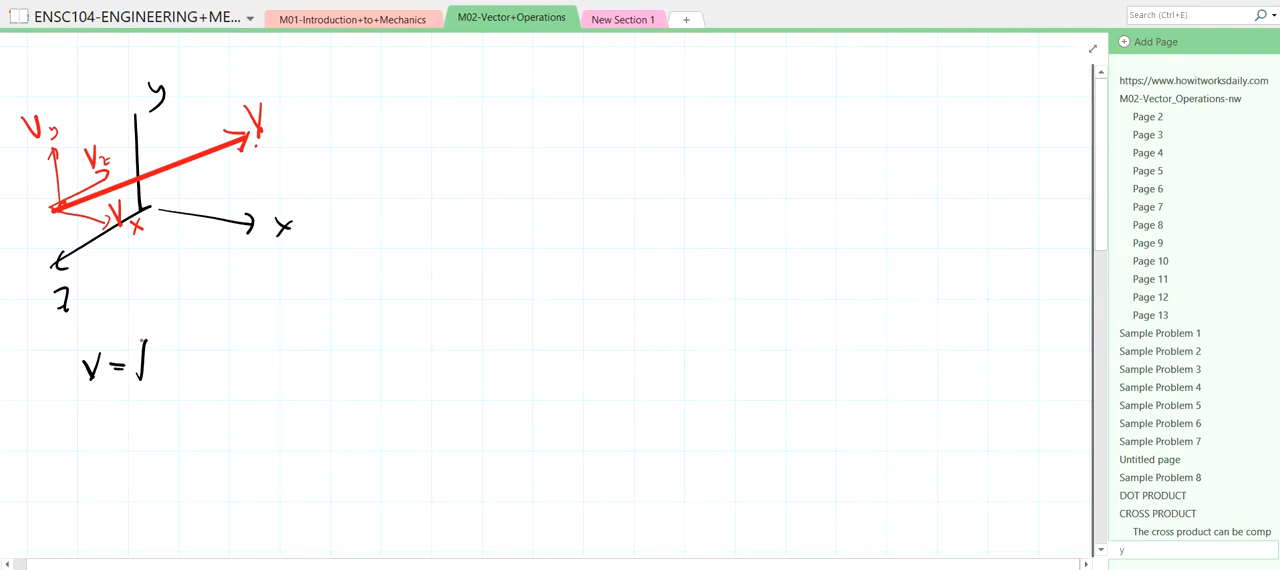 ENSC104-ENGINEERING+ME...
M01-Introduction+to+Mechanics
M02-Vector+Operations
New Section 1
+
Search (Ctrl+E)
Add Page
https://www.howitworksdaily.com
M02-Vector_Operations-nw
Page 2
Page 3
Page 4
Page 5
Page 6
Page 7
Page 8
Page 9
Page 10
Page 11
Page 12
Page 13
Sample Problem 1
Sample Problem 2
Sample Problem 3
Sample Problem 4
Sample Problem 5
Sample Problem 6
Sample Problem 7
Untitled page
Sample Problem 8
DOT PRODUCT
CROSS PRODUCT
The cross product can be comp
y
y
V
Vy
Vz
Vx
x
z
V = √